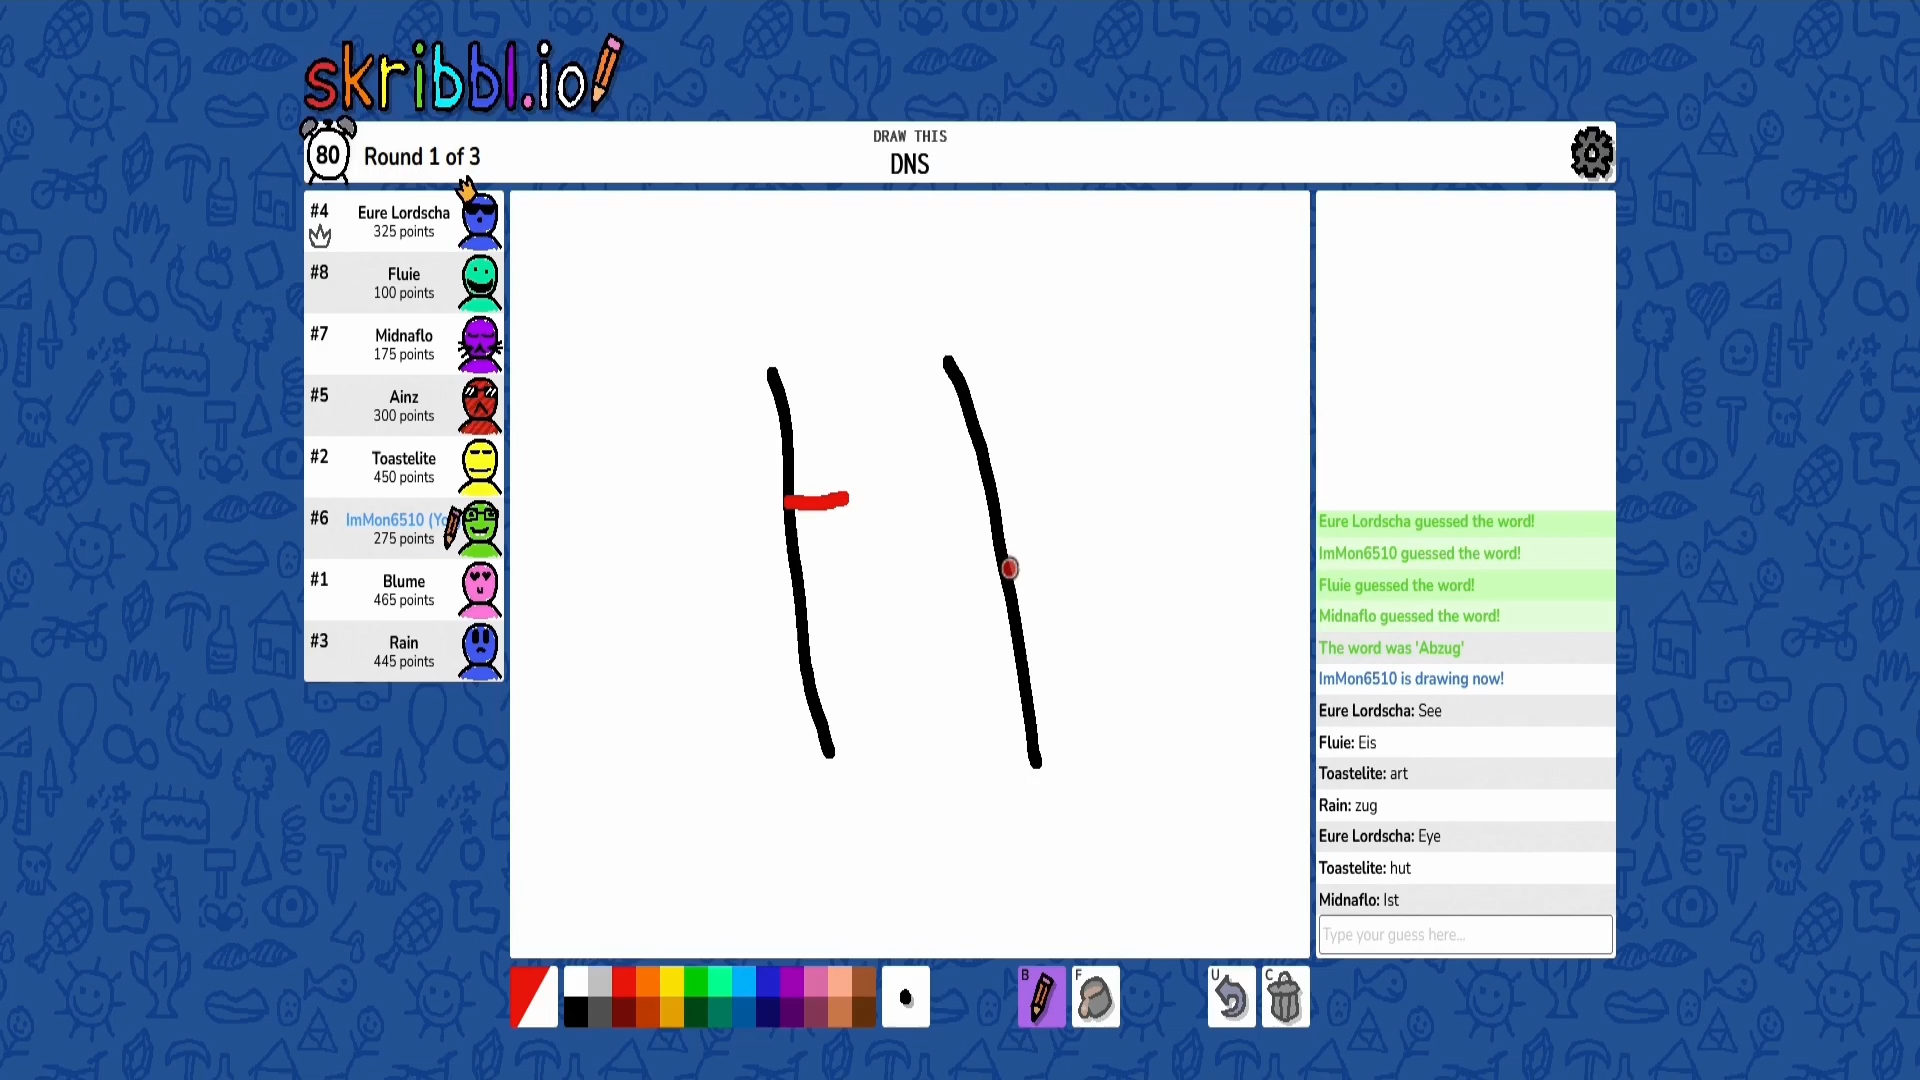 skribbl.io
80
Round 1 of 3
DRAW THIS
DNS
#4
Eure Lordscha
325 points
#8
Fluie
100 points
#7
Midnaflo
175 points
#5
Ainz
300 points
#2
Toastelite
450 points
#6
ImMon6510 (Yo
275 points
#1
Blume
465 points
#3
Rain
445 points
Eure Lordscha guessed the word!
ImMon6510 guessed the word!
Fluie guessed the word!
Midnaflo guessed the word!
The word was 'Abzug'
ImMon6510 is drawing now!
Eure Lordscha: See
Fluie: Eis
Toastelite: art
Rain: zug
Eure Lordscha: Eye
Toastelite: hut
Midnaflo: Ist
Type your guess here...
B
F
U
C